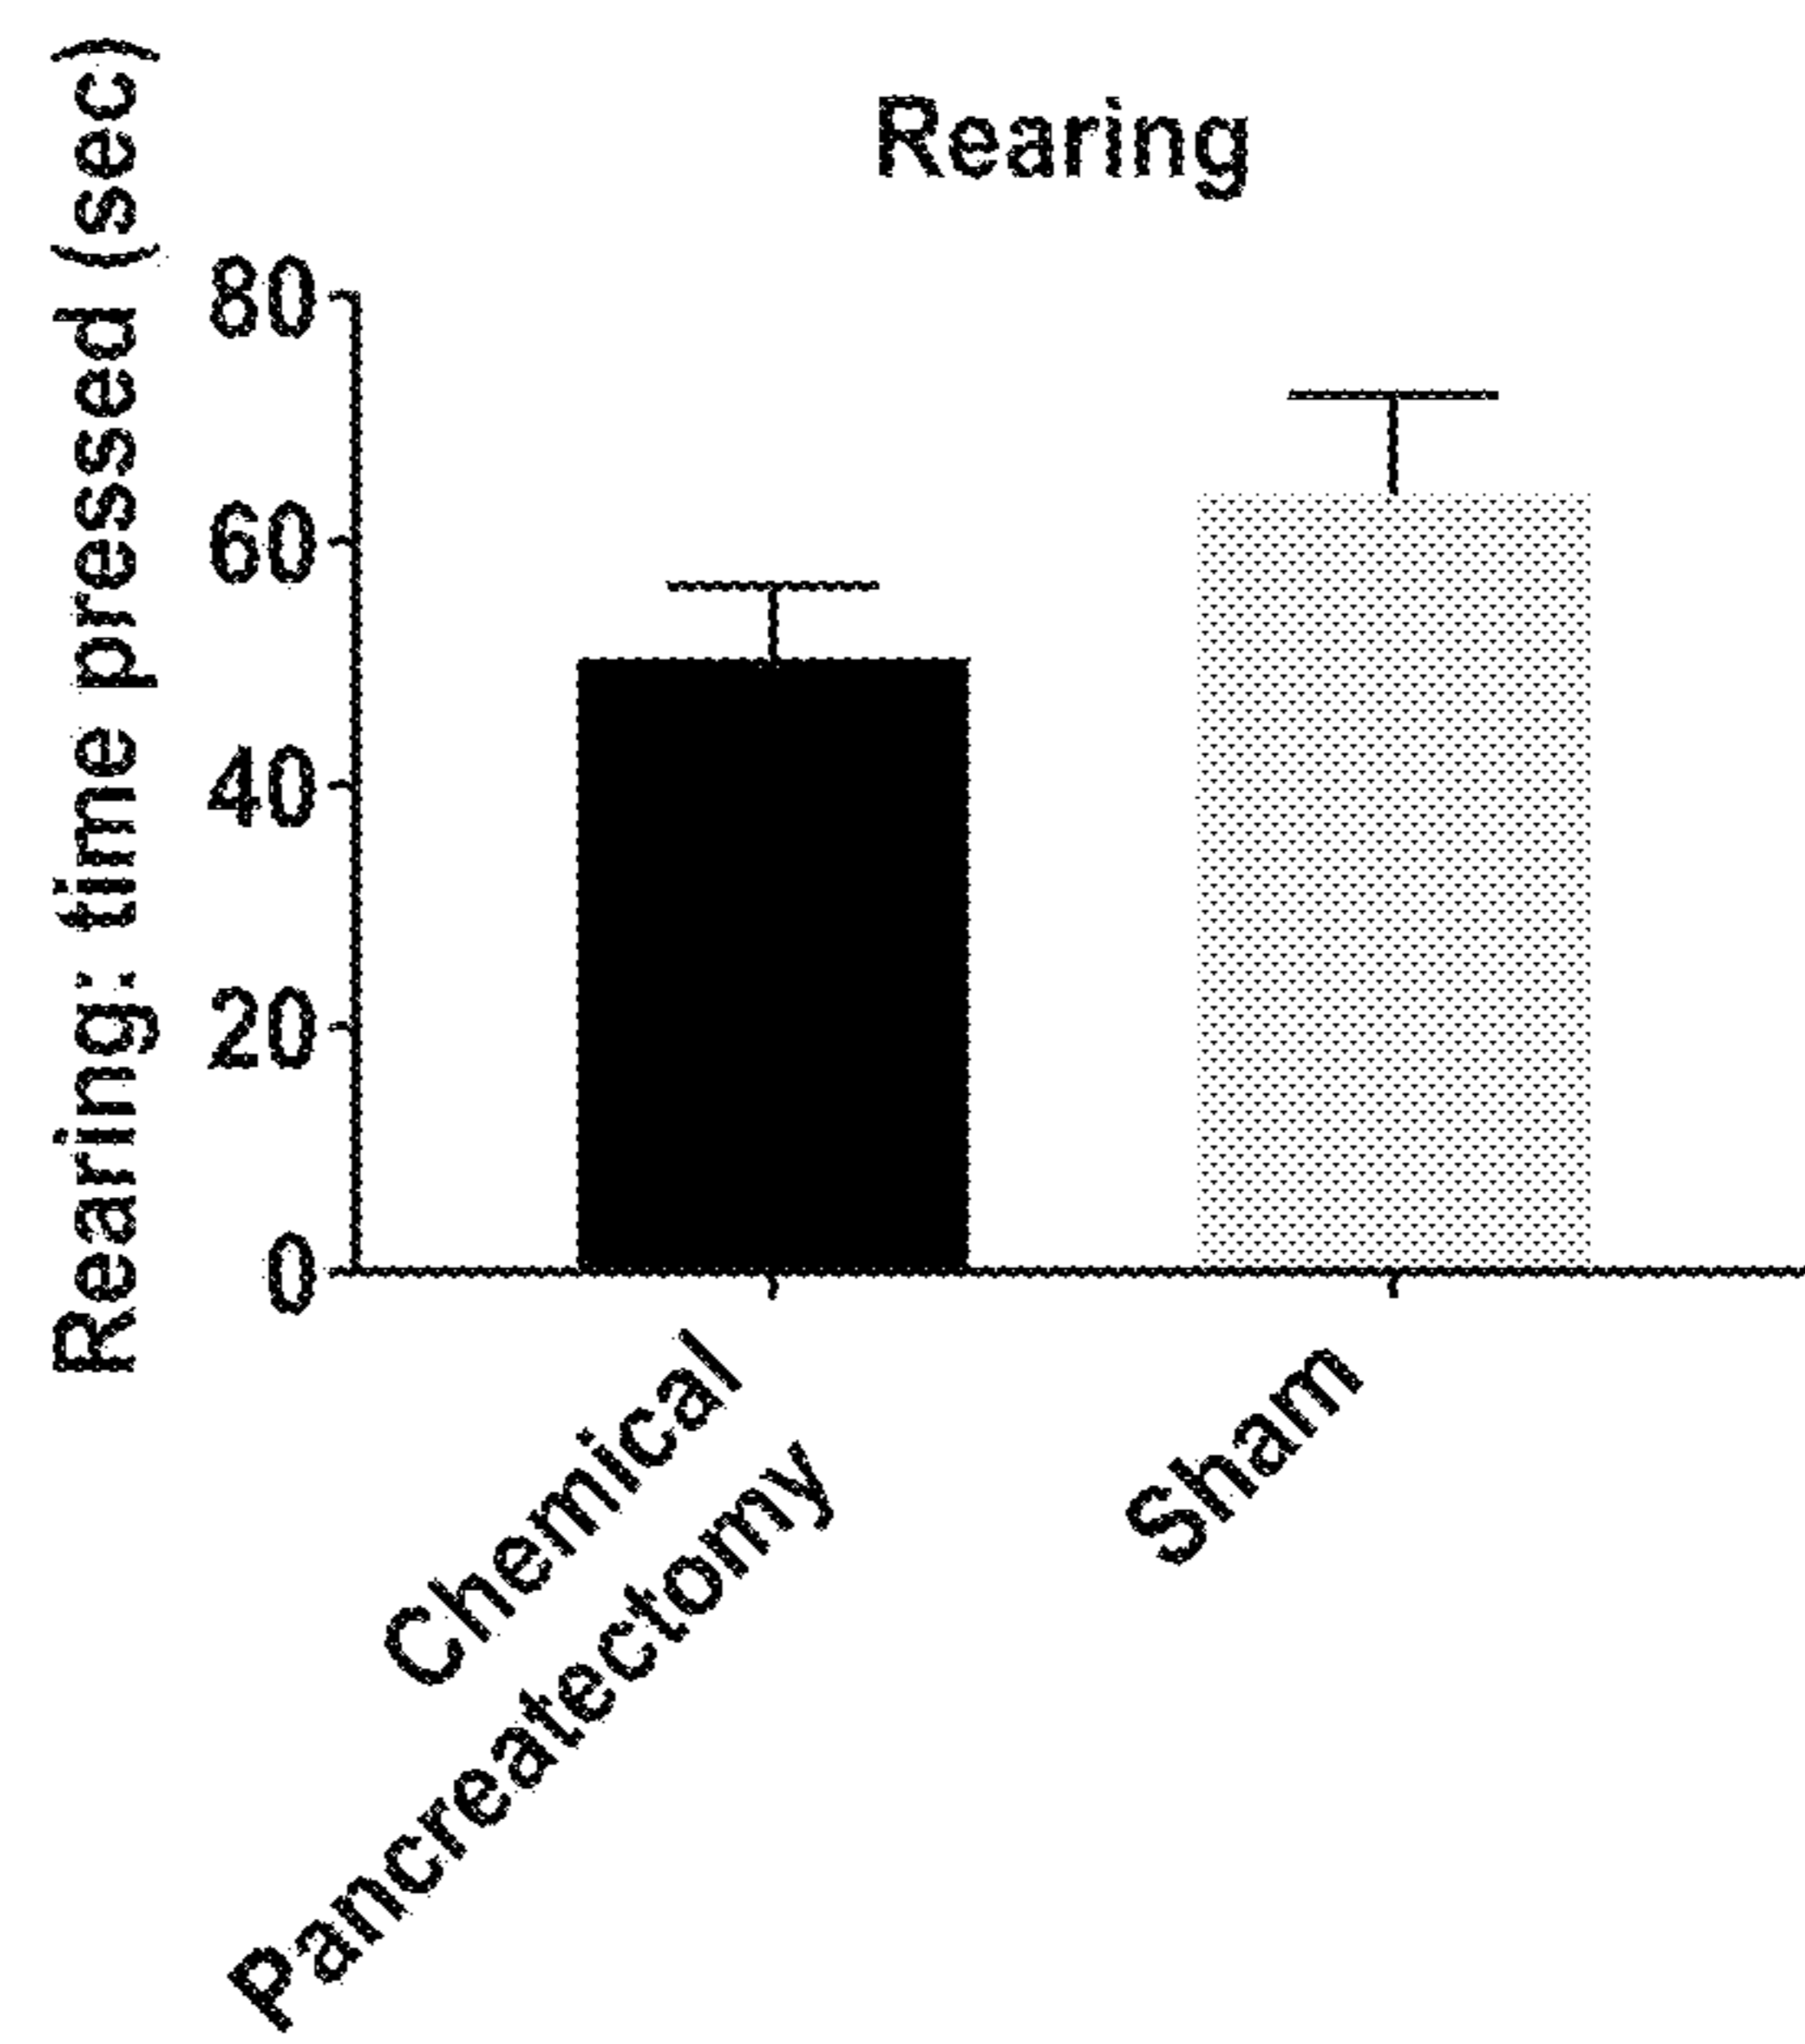 Rearing
Rearing: time pressed (sec)
80
60
40
20
0
Chemical
Pancreatectomy
Sham